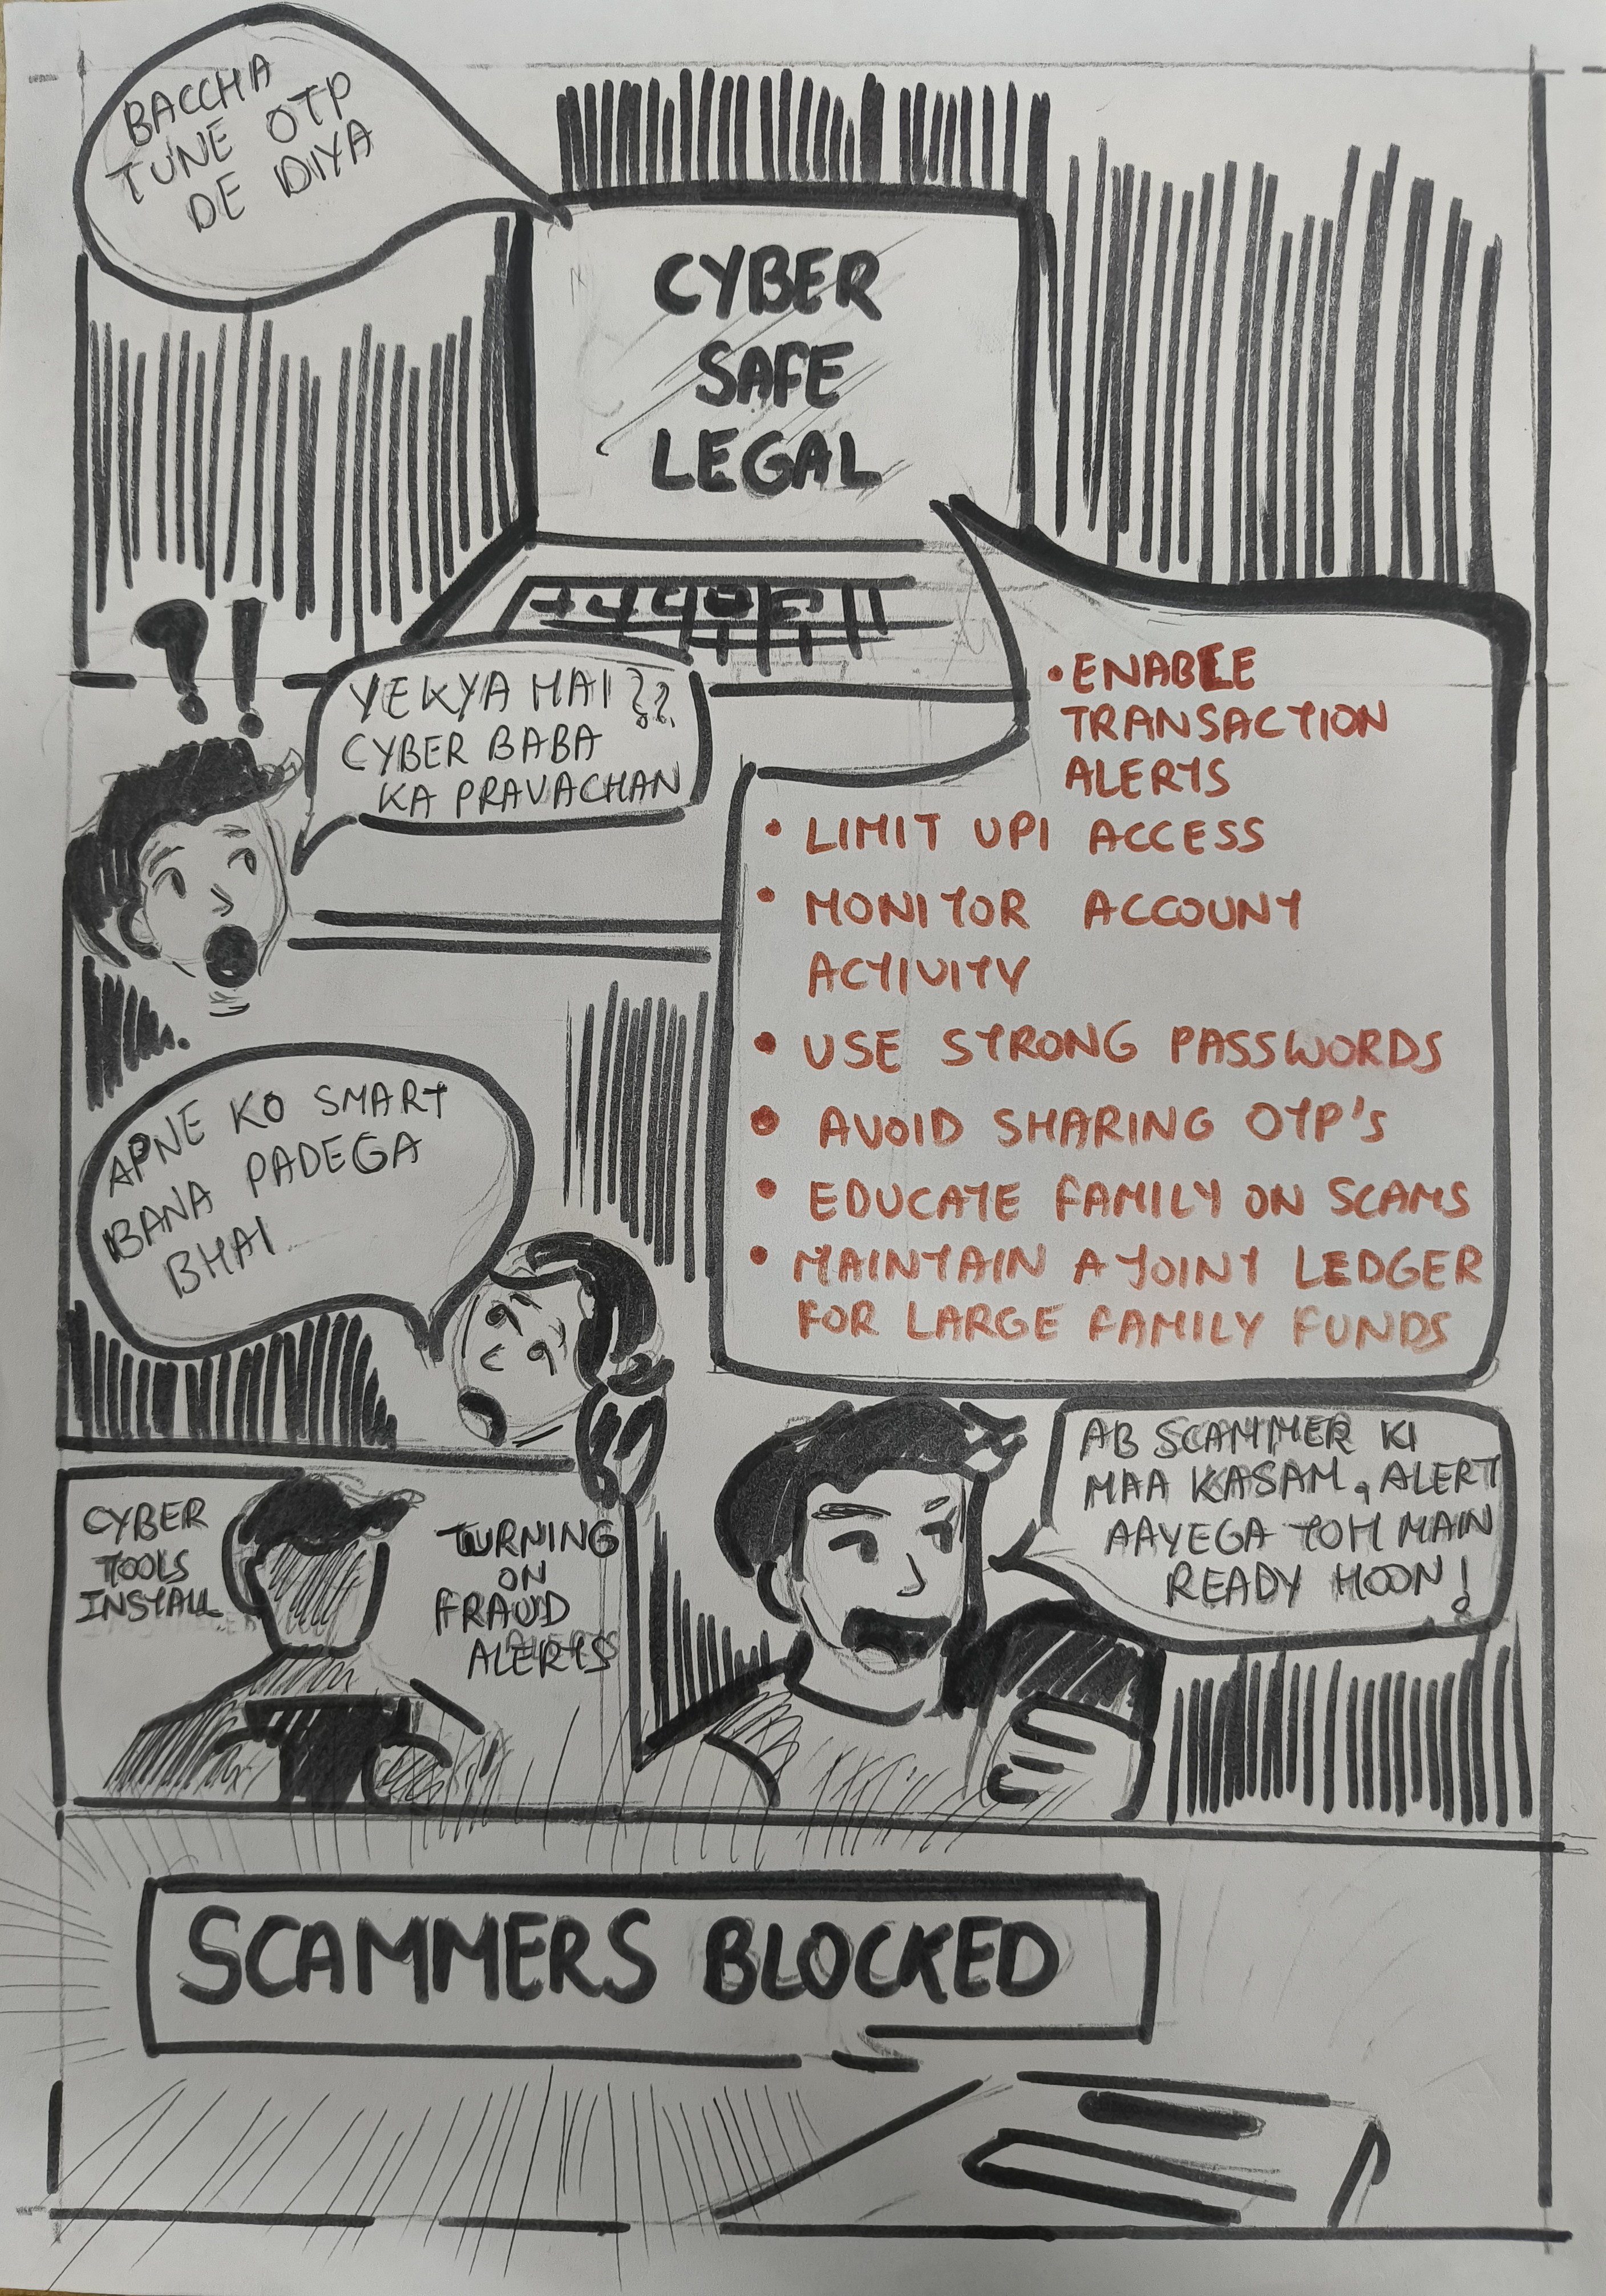 BACCHA
TUNE OTP
DE DIYA
CYBER
SAFE
LEGAL
?!
YE KYA HAI ??
CYBER BABA
KA PRAVACHAN
• ENABLE
TRANSACTION
ALERTS
• LIMIT UPI ACCESS
• MONITOR ACCOUNT
ACTIVITY
• USE STRONG PASSWORDS
• AVOID SHARING OTP'S
• EDUCATE FAMILY ON SCAMS
• MAINTAIN A JOINT LEDGER
FOR LARGE FAMILY FUNDS
APNE KO SMART
BANA PADEGA
BHAI
CYBER
TOOLS
INSTALL
TURNING
ON
FRAUD
ALERTS
AB SCAMMER KI
MAA KASAM, ALERT
AAYEGA TOH MAIN
READY HOON!
SCAMMERS BLOCKED